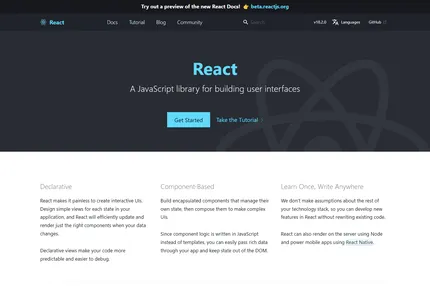 Try out a preview of the new React Docs! 👉 beta.reactjs.org
React Docs Tutorial Blog Community Search v18.2.0 Languages GitHub
React
A JavaScript library for building user interfaces
Get Started Take the Tutorial
Declarative
React makes it painless to create interactive UIs.
Design simple views for each state in your
application, and React will efficiently update and
render just the right components when your data
changes.
Declarative views make your code more
predictable and easier to debug.
Component-Based
Build encapsulated components that manage their
own state, then compose them to make complex
UIs.
Since component logic is written in JavaScript
instead of templates, you can easily pass rich data
through your app and keep state out of the DOM.
Learn Once, Write Anywhere
We don't make assumptions about the rest of
your technology stack, so you can develop new
features in React without rewriting existing code.
React can also render on the server using Node
and power mobile apps using React Native.